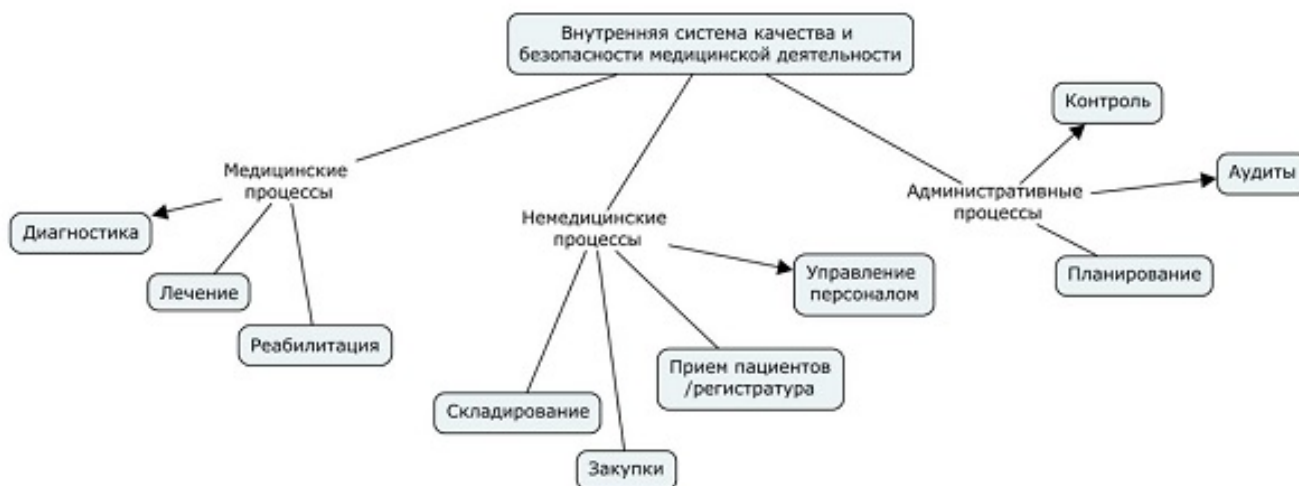 Внутренняя система качества и
безопасности медицинской деятельности
Контроль
Медицинские
процессы
Аудиты
Административные
процессы
Диагностика
Немедицинские
процессы
Лечение
Управление
персоналом
Планирование
Реабилитация
Прием пациентов
/регистратура
Складирование
Закупки